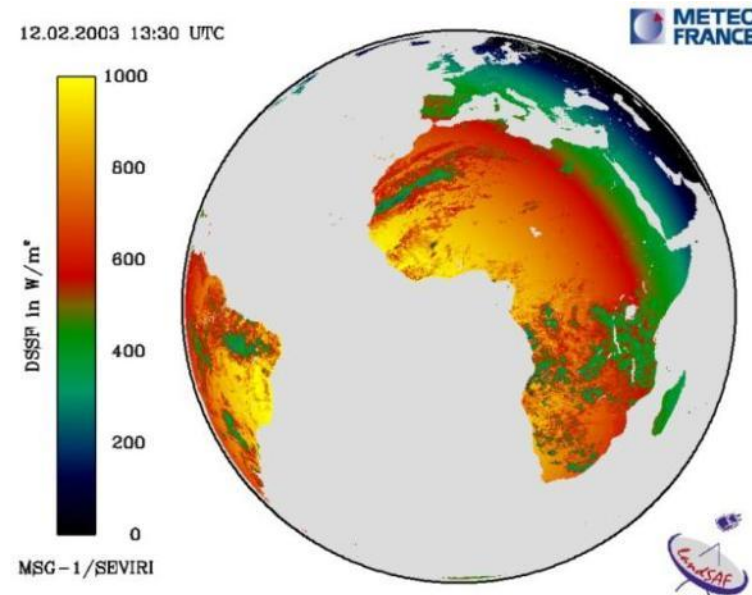 12.02.2003 13:30 UTC
METEO
FRANCE
1000
800
600
400
200
0
DSSF in W/m²
MSG-1/SEVIRI
landSAF